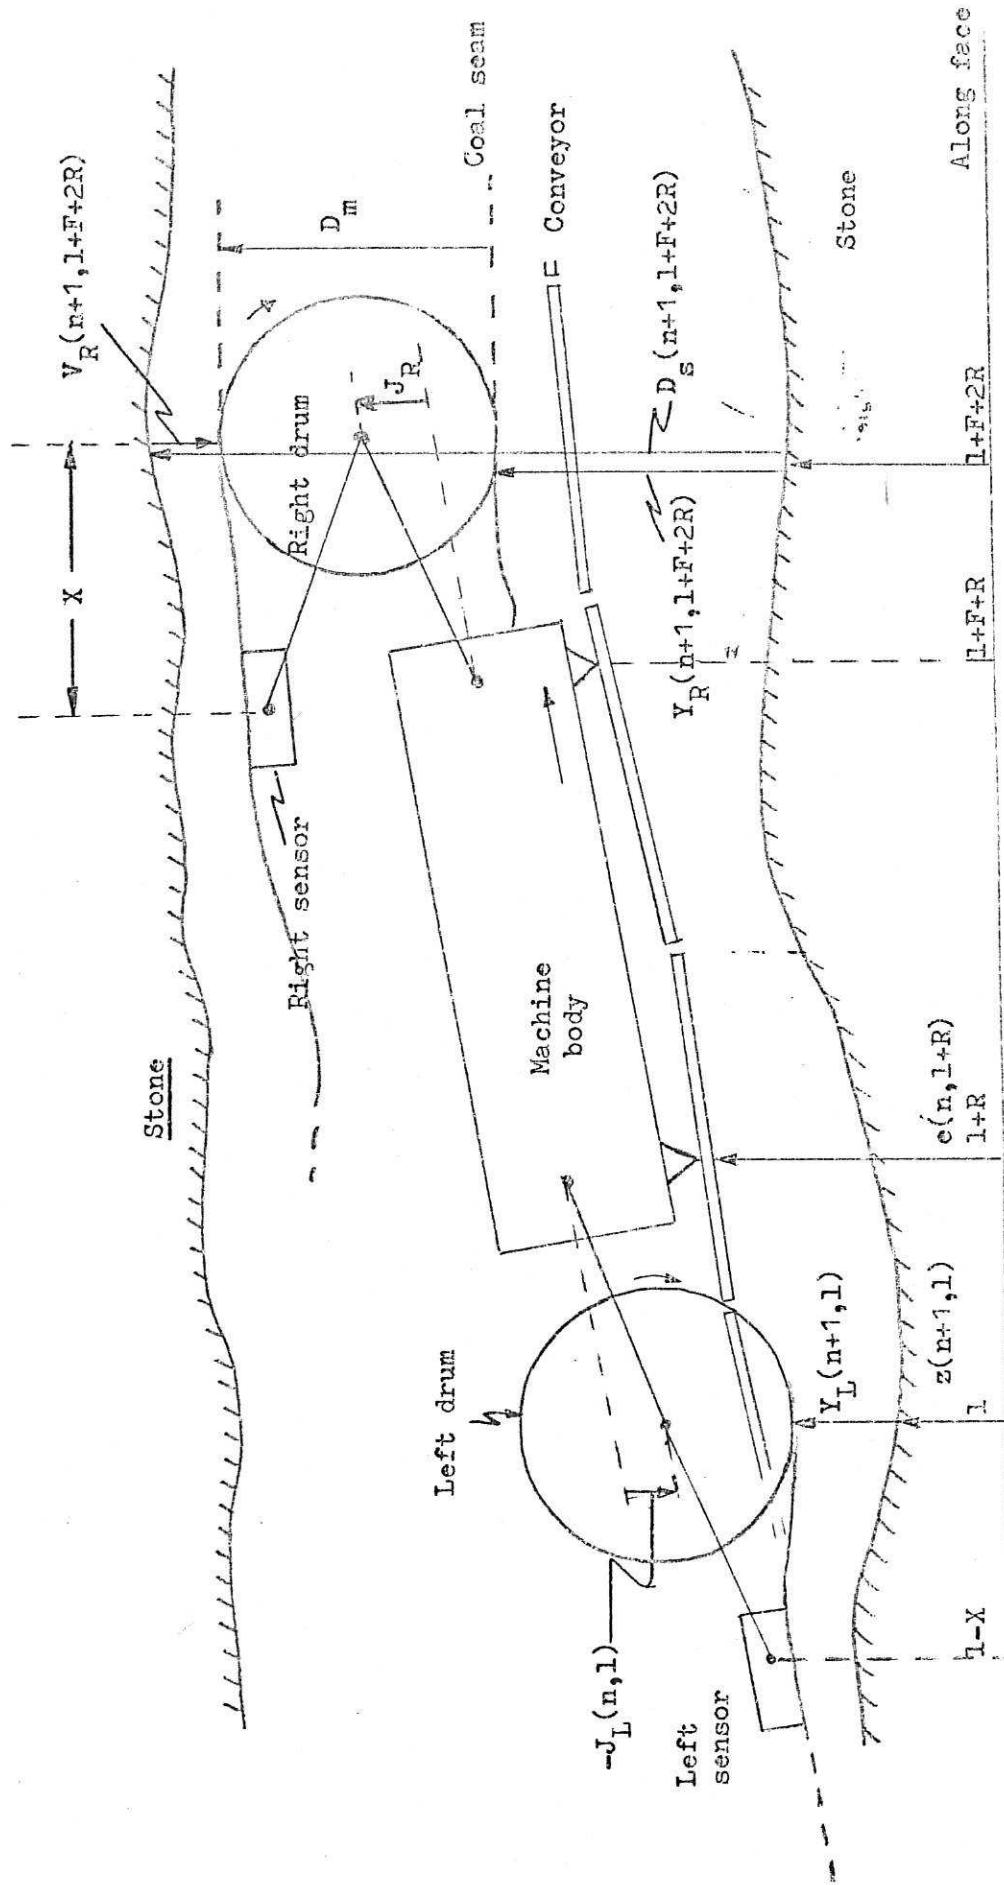 V_R(n+1,l+F+2R)
X
Stone
D_m
Coal seam
Right drum
J_R
Right sensor
Conveyor
Machine
body
Left drum
D_s(n+1,l+F+2R)
Y_R(n+1,l+F+2R)
-J_L(n,l)
Left
sensor
Y_L(n+1,l)
Stone
z(n+1,l)
e(n,l+R)
l-X
l
l+R
l+F+R
l+F+2R
Along face